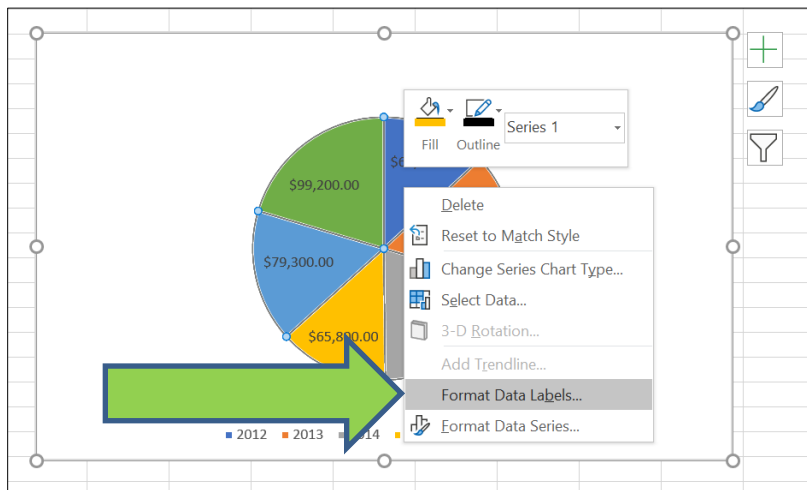 Fill
Outline
Series 1
$99,200.00
$79,300.00
$65,800.00
Delete
Reset to Match Style
Change Series Chart Type...
Select Data...
3-D Rotation...
Add Trendline...
Format Data Labels...
Format Data Series...
2012 2013